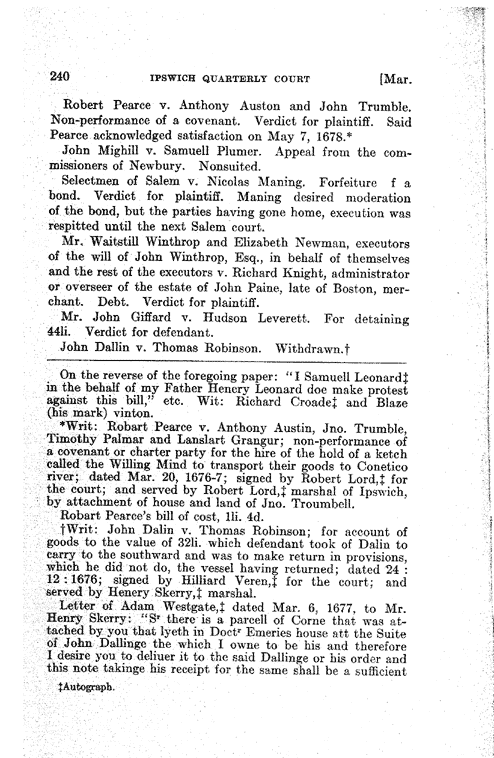 240 IPSWICH QUARTERLY COURT [Mar.
Robert Pearce v. Anthony Auston and John Trumble.
Non-performance of a covenant. Verdict for plaintiff. Said
Pearce acknowledged satisfaction on May 7, 1678.*
John Mighill v. Samuell Plumer. Appeal from the com-
missioners of Newbury. Nonsuited.
Selectmen of Salem v. Nicolas Maning. Forfeiture f a
bond. Verdict for plaintiff. Maning desired moderation
of the bond, but the parties having gone home, execution was
respitted until the next Salem court.
Mr. Waitstill Winthrop and Elizabeth Newman, executors
of the will of John Winthrop, Esq., in behalf of themselves
and the rest of the executors v. Richard Knight, administrator
or overseer of the estate of John Paine, late of Boston, mer-
chant. Debt. Verdict for plaintiff.
Mr. John Giffard v. Hudson Leverett. For detaining
44li. Verdict for defendant.
John Dallin v. Thomas Robinson. Withdrawn.†
On the reverse of the foregoing paper: "I Samuell Leonard‡
in the behalf of my Father Henery Leonard doe make protest
against this bill," etc. Wit: Richard Croade‡ and Blaze
(his mark) vinton.
*Writ: Robart Pearce v. Anthony Austin, Jno. Trumble,
Timothy Palmar and Lanslart Grangur; non-performance of
a covenant or charter party for the hire of the hold of a ketch
called the Willing Mind to transport their goods to Conetico
river; dated Mar. 20, 1676-7; signed by Robert Lord,‡ for
the court; and served by Robert Lord,‡ marshal of Ipswich,
by attachment of house and land of Jno. Troumbell.
Robart Pearce's bill of cost, 1li. 4d.
†Writ: John Dalin v. Thomas Robinson; for account of
goods to the value of 32li. which defendant took of Dalin to
carry to the southward and was to make return in provisions,
which he did not do, the vessel having returned; dated 24 :
12 : 1676; signed by Hilliard Veren,‡ for the court; and
served by Henery Skerry,‡ marshal.
Letter of Adam Westgate,‡ dated Mar. 6, 1677, to Mr.
Henry Skerry: "Sr there is a parcell of Corne that was at-
tached by you that lyeth in Doctr Emeries house att the Suite
of John Dallinge the which I owne to be his and therefore
I desire you to deliuer it to the said Dallinge or his order and
this note takinge his receipt for the same shall be a sufficient
‡Autograph.